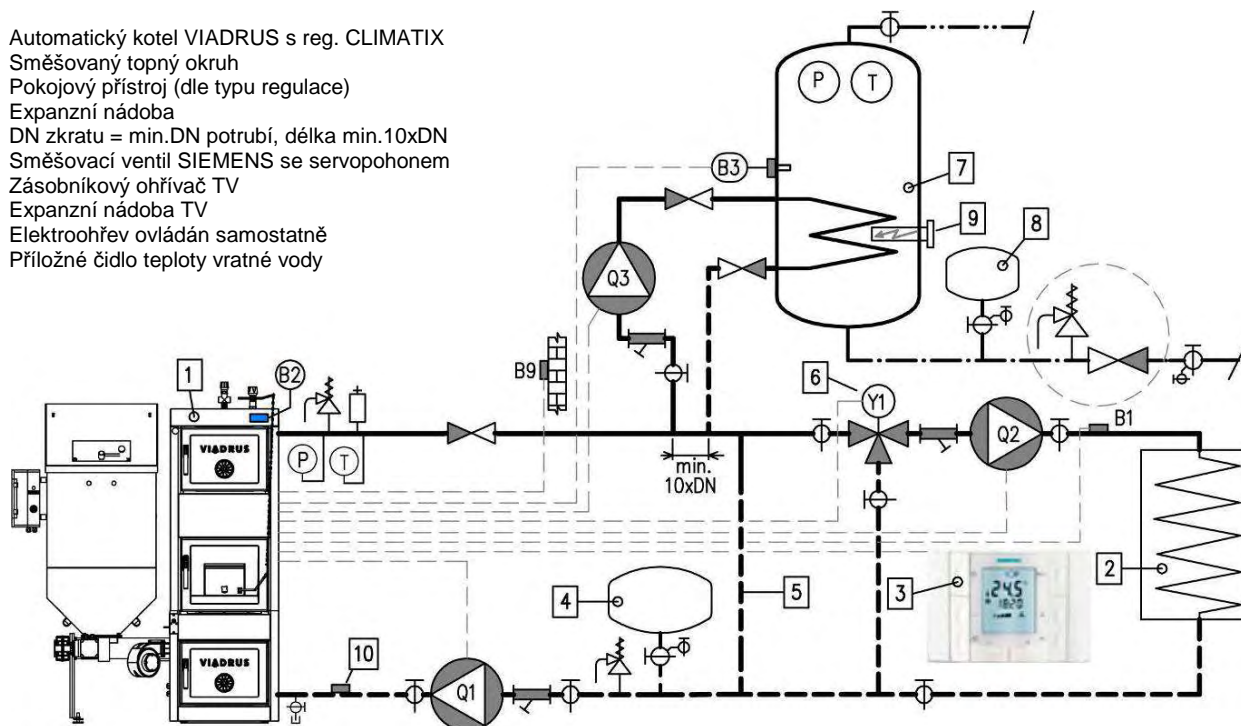 Automatický kotel VIADRUS s reg. CLIMATIX
Směšovaný topný okruh
Pokojový přístroj (dle typu regulace)
Expanzní nádoba
DN zkratu = min.DN potrubí, délka min.10xDN
Směšovací ventil SIEMENS se servopohonem
Zásobníkový ohřívač TV
Expanzní nádoba TV
Elektroohřev ovládán samostatně
Příložné čidlo teploty vratné vody
P
T
B3
7
9
8
Q3
B9
1
B2
6
Y1
Q2
B1
P
T
min.
10xDN
VIADRUS
4
5
3
24.5
2
10
Q1
VIADRUS